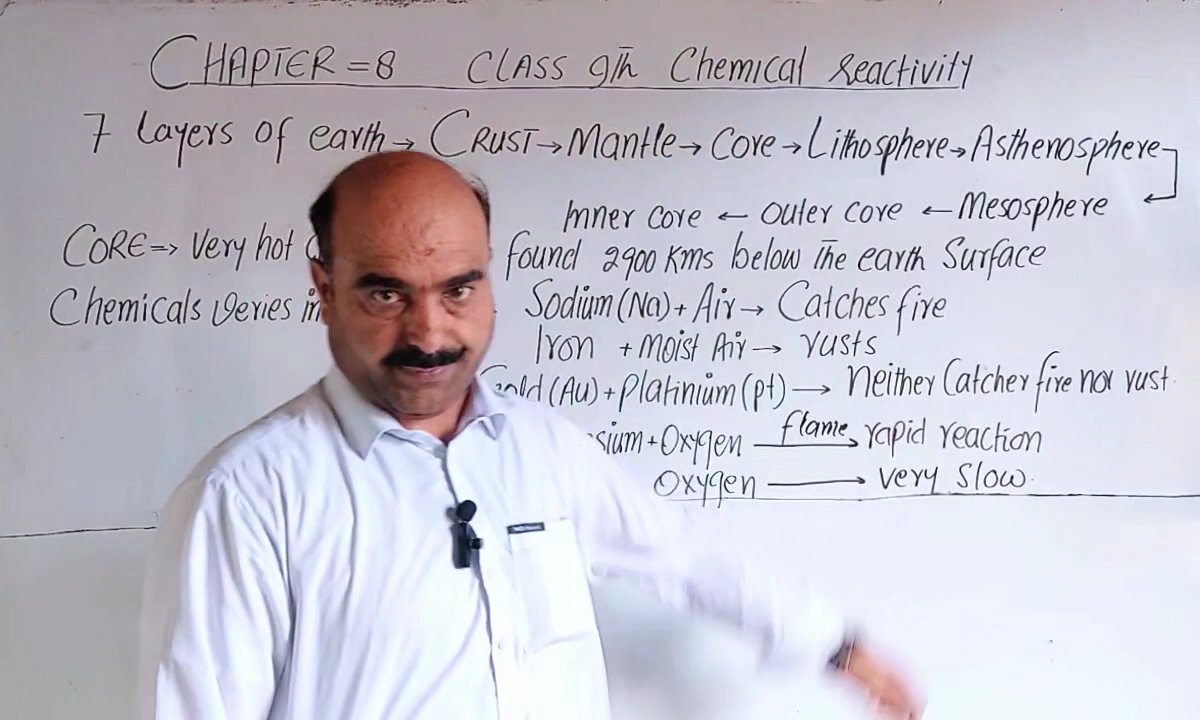 CHAPTER = 8 CLASS 9th Chemical Reactivity
7 Layers of earth → CRUST → Mantle → Core → Lithosphere → Asthenosphere
Inner core ← outer core ← Mesosphere
CORE => Very hot found 2900 Kms below the earth Surface
Chemicals veries in Sodium (Na) + Air → Catches fire
Iron + moist Air → rusts
Gold (Au) + platinium (pt) → neither Catcher fire nor rust
+ Oxygen flame → rapid reaction
Oxygen → very slow.